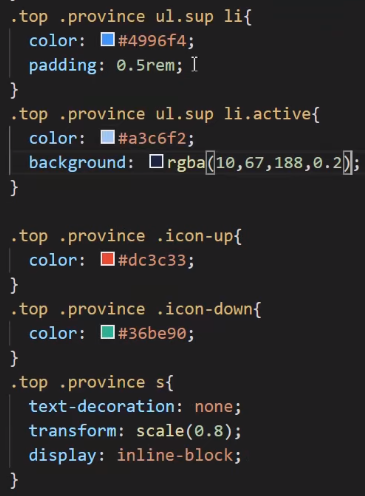 .top .province ul.sup li{
color: #4996f4;
padding: 0.5rem;
}
.top .province ul.sup li.active{
color: #a3c6f2;
background: rgba(10,67,188,0.2);
}
.top .province .icon-up{
color: #dc3c33;
}
.top .province .icon-down{
color: #36be90;
}
.top .province s{
text-decoration: none;
transform: scale(0.8);
display: inline-block;
}